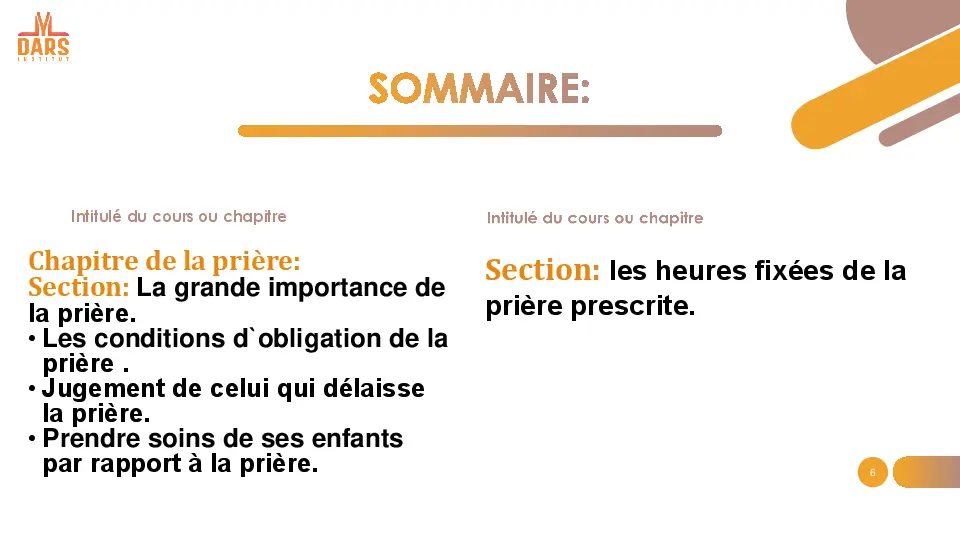 DARS
INSTITUT
SOMMAIRE:
Intitulé du cours ou chapitre
Chapitre de la prière:
Section: La grande importance de
la prière.
• Les conditions d`obligation de la
prière .
• Jugement de celui qui délaisse
la prière.
• Prendre soins de ses enfants
par rapport à la prière.
Intitulé du cours ou chapitre
Section: les heures fixées de la
prière prescrite.
6